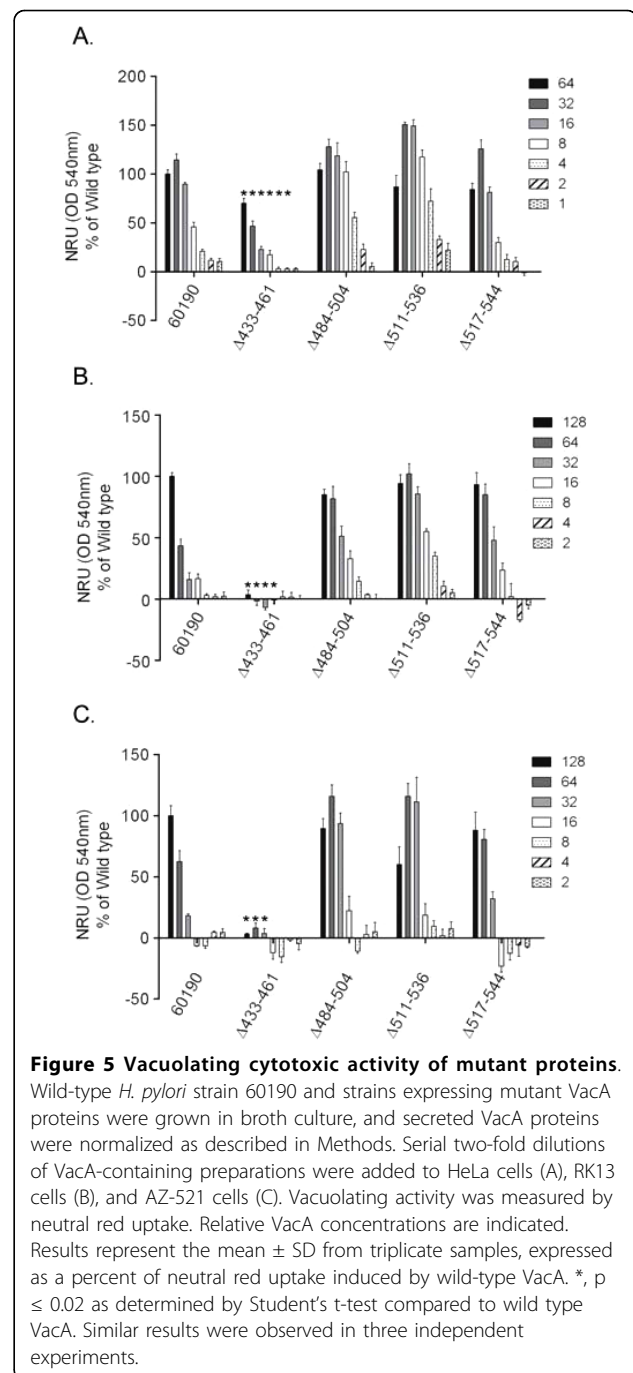 A.
NRU (OD 540nm)
% of Wild type
200
150
100
50
0
-50
*******
64
32
16
8
4
2
1
60190
Δ433-461
Δ484-504
Δ511-536
Δ517-544
B.
NRU (OD 540nm)
% of Wild type
150
100
50
0
-50
****
128
64
32
16
8
4
2
60190
Δ433-461
Δ484-504
Δ511-536
Δ517-544
C.
NRU (OD 540nm)
% of Wild type
150
100
50
0
-50
***
128
64
32
16
8
4
2
60190
Δ433-461
Δ484-504
Δ511-536
Δ517-544
Figure 5 Vacuolating cytotoxic activity of mutant proteins.
Wild-type H. pylori strain 60190 and strains expressing mutant VacA
proteins were grown in broth culture, and secreted VacA proteins
were normalized as described in Methods. Serial two-fold dilutions
of VacA-containing preparations were added to HeLa cells (A), RK13
cells (B), and AZ-521 cells (C). Vacuolating activity was measured by
neutral red uptake. Relative VacA concentrations are indicated.
Results represent the mean ± SD from triplicate samples, expressed
as a percent of neutral red uptake induced by wild-type VacA. *, p
≤ 0.02 as determined by Student's t-test compared to wild type
VacA. Similar results were observed in three independent
experiments.